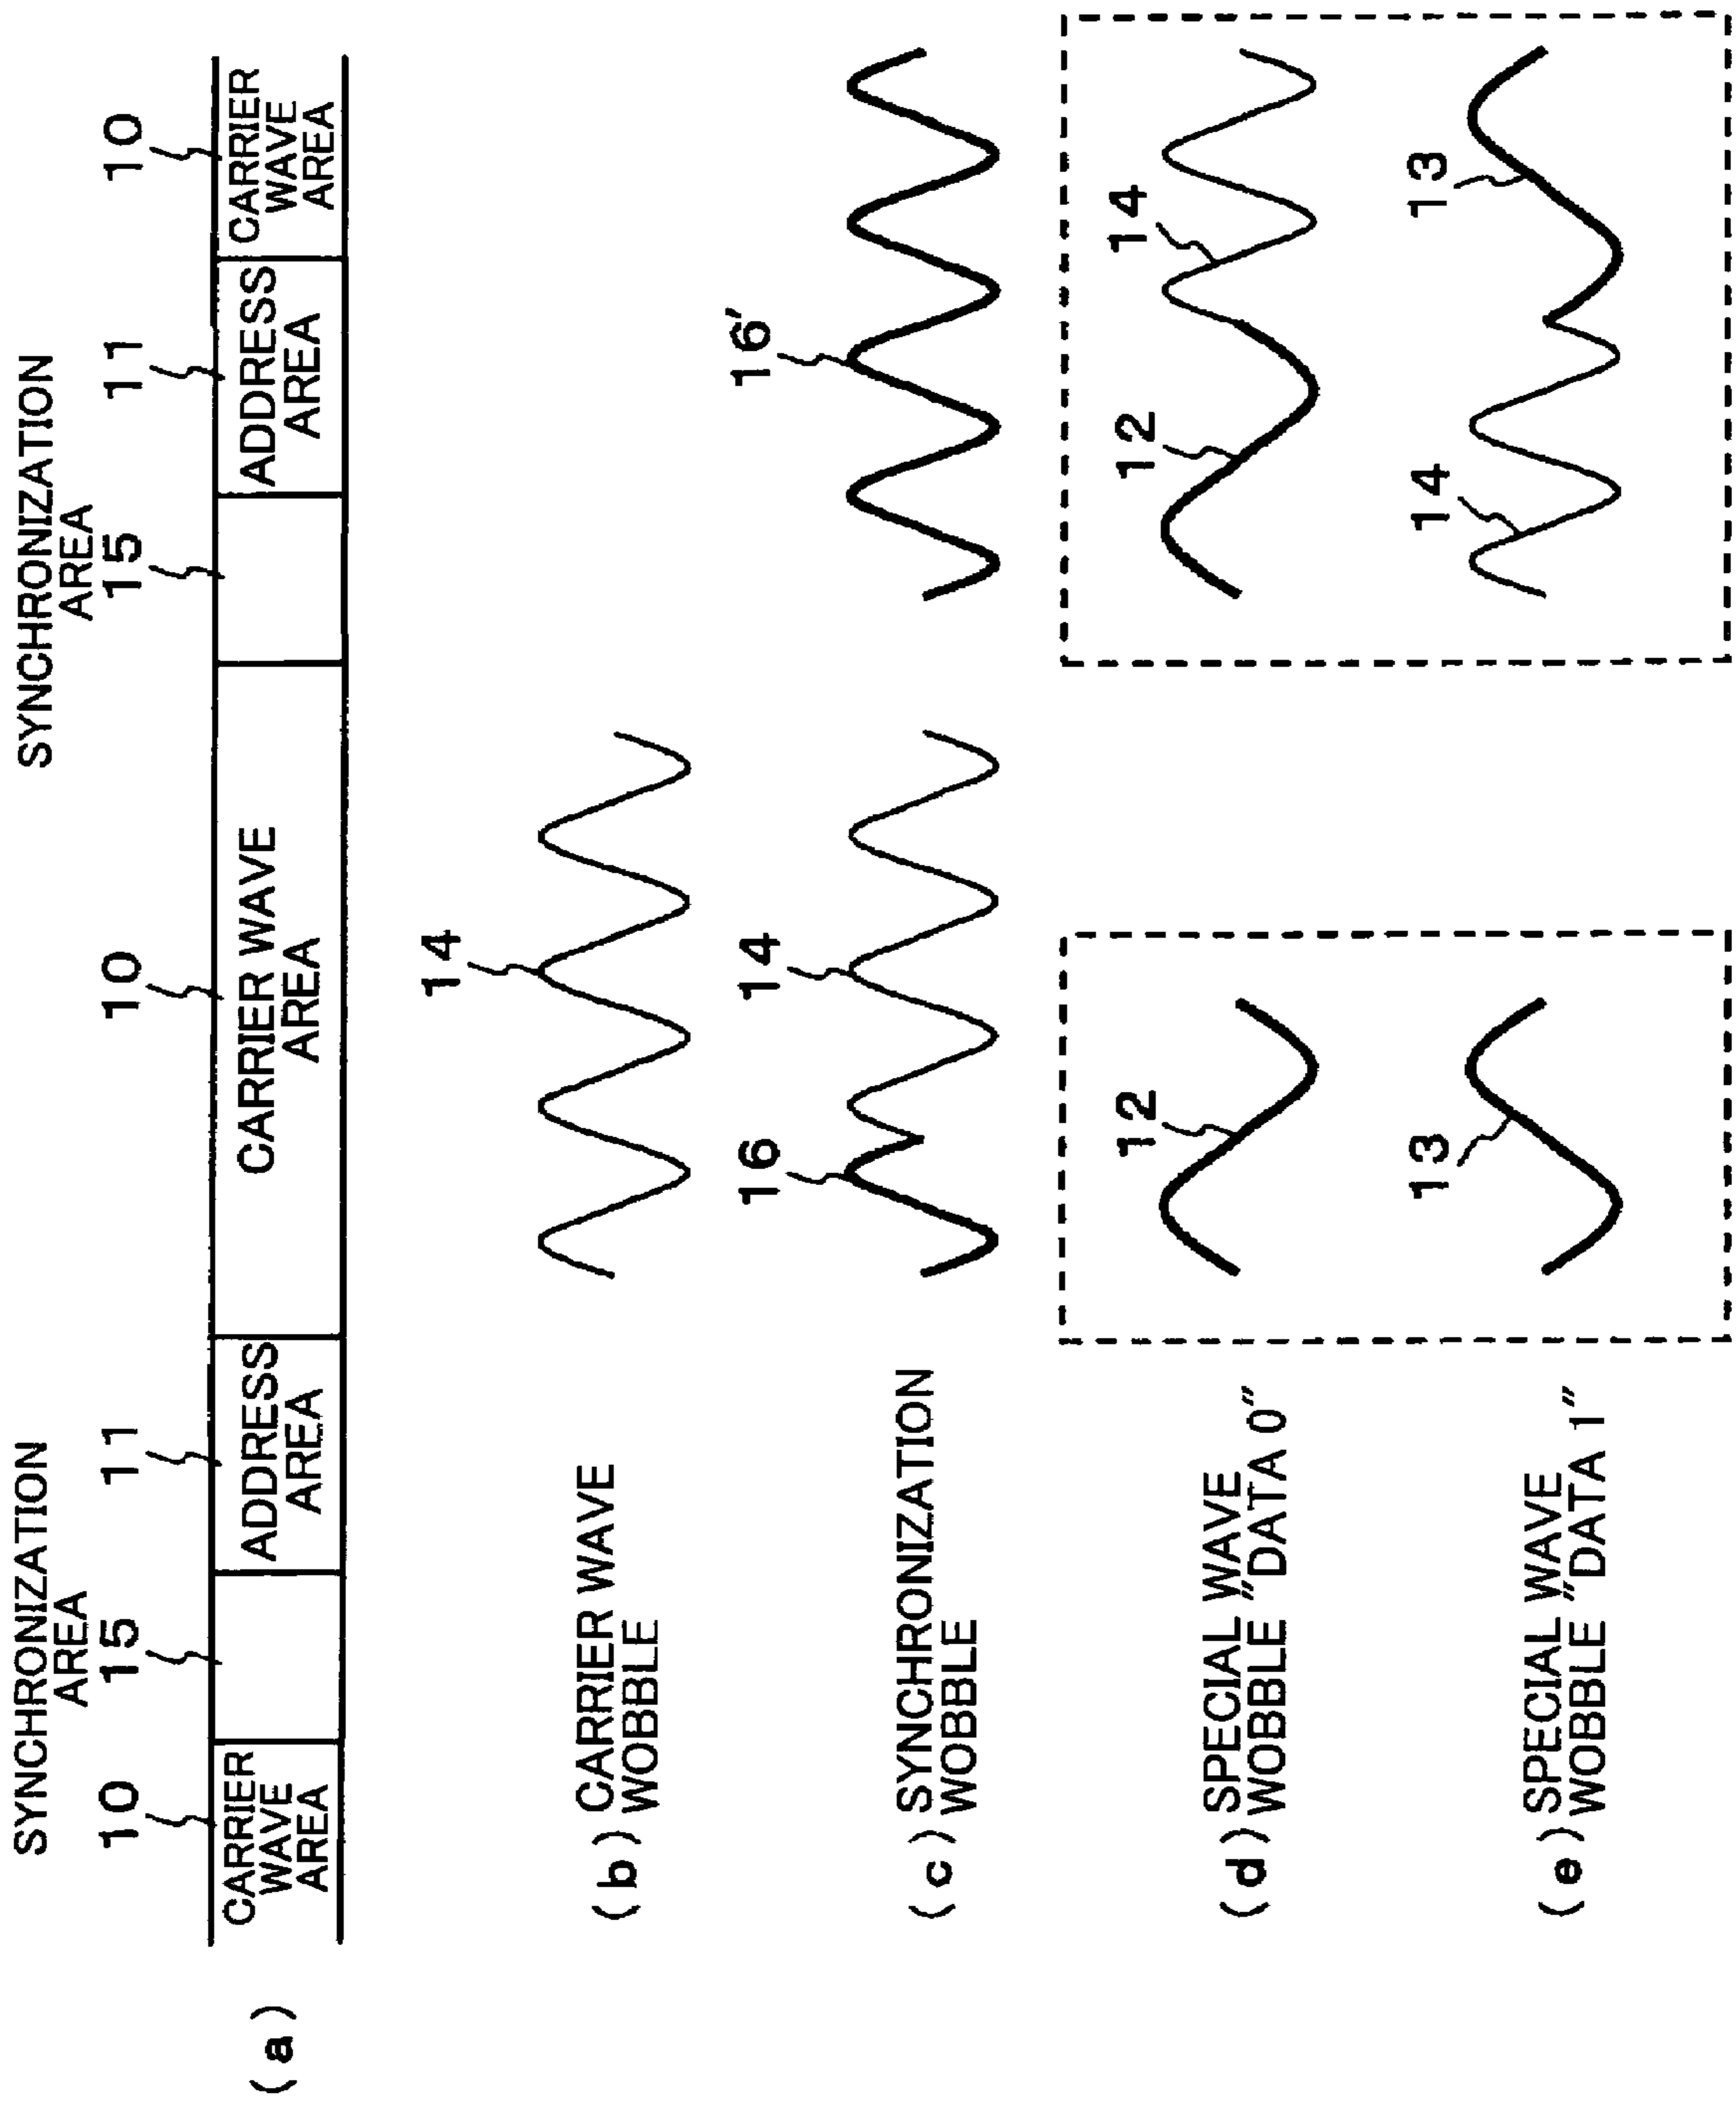 SYNCHRONIZATION
AREA
SYNCHRONIZATION
AREA
10
15
11
10
15
11
10
(a)
CARRIER
WAVE
AREA
ADDRESS
AREA
CARRIER WAVE
AREA
ADDRESS
AREA
CARRIER
WAVE
AREA
14
(b) CARRIER WAVE
WOBBLE
16
14
16'
(c) SYNCHRONIZATION
WOBBLE
12
12
14
(d) SPECIAL WAVE
WOBBLE "DATA 0"
13
14
13
(e) SPECIAL WAVE
WOBBLE "DATA 1"